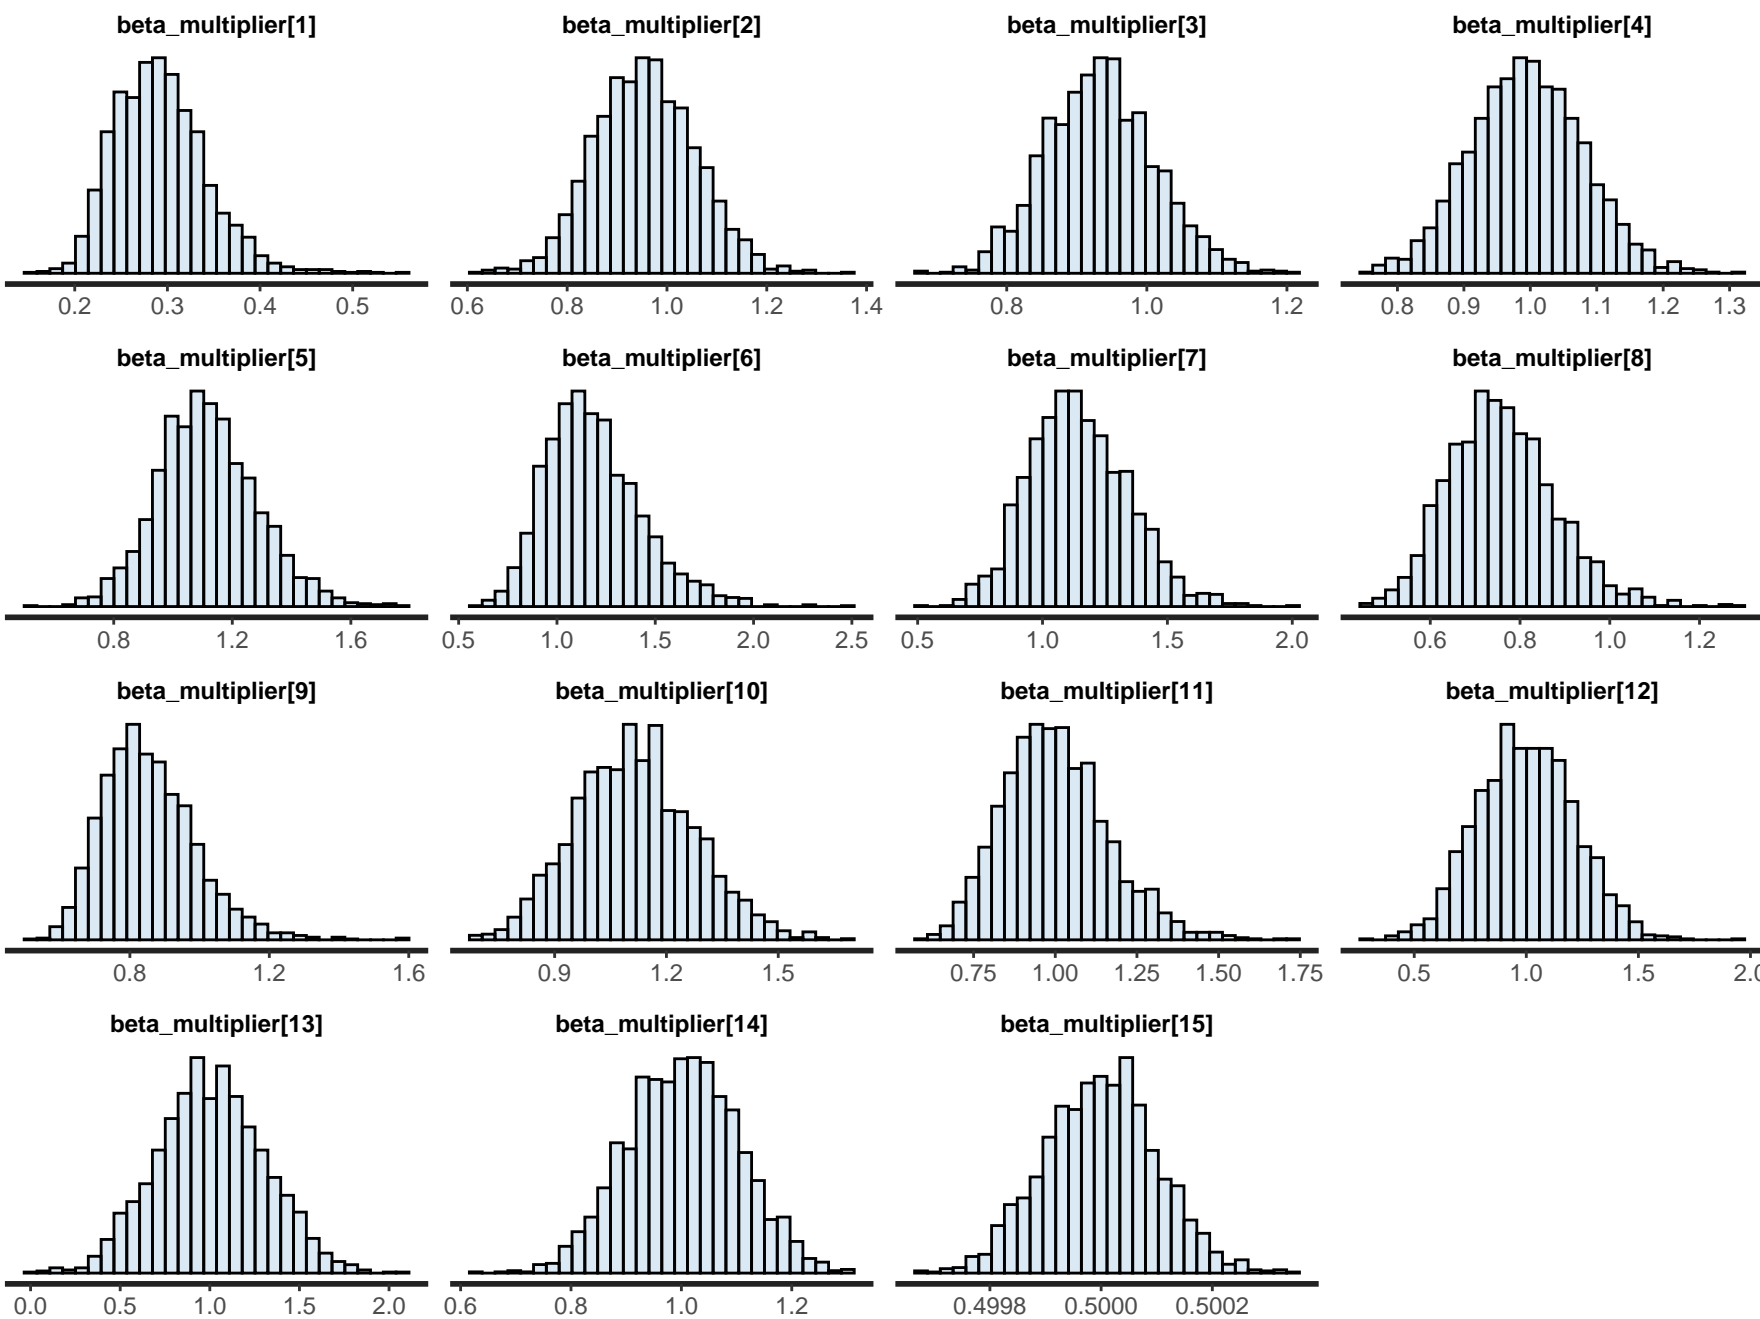 beta_multiplier[1] beta_multiplier[2] beta_multiplier[3] beta_multiplier[4]
0.2 0.3 0.4 0.5 0.6 0.8 1.0 1.2 1.4 0.8 1.0 1.2 0.8 0.9 1.0 1.1 1.2 1.3
beta_multiplier[5] beta_multiplier[6] beta_multiplier[7] beta_multiplier[8]
0.8 1.2 1.6 0.5 1.0 1.5 2.0 2.5 0.5 1.0 1.5 2.0 0.6 0.8 1.0 1.2
beta_multiplier[9] beta_multiplier[10] beta_multiplier[11] beta_multiplier[12]
0.8 1.2 1.6 0.9 1.2 1.5 0.75 1.00 1.25 1.50 1.75 0.5 1.0 1.5 2.0
beta_multiplier[13] beta_multiplier[14] beta_multiplier[15]
0.0 0.5 1.0 1.5 2.0 0.6 0.8 1.0 1.2 0.4998 0.5000 0.5002